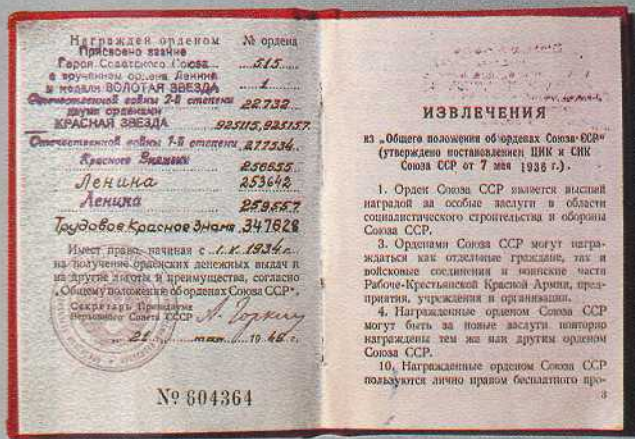 Награжден орденом № ордена
Присвоено звание
Героя Советского Союза 515
с вручением ордена Ленина
и медали ЗОЛОТАЯ ЗВЕЗДА 1
Отечественной войны 2-й степени 22732
двумя орденами
КРАСНАЯ ЗВЕЗДА 925115,925157
Отечественной войны 1-й степени 277534
Красного Знамени 256655
Ленина 253642
Ленина 259557
Трудовое Красное Знамя 347628
Имеет право, начиная с 1.X.1934г.
на получение орденских денежных выдач и
на другие льготы и преимущества, согласно
„Общему положению об орденах Союза ССР“.
Секретарь Президиума
Верховного Совета СССР А. Горкин
1946 г.
№ 604364
ИЗВЛЕЧЕНИЯ
из „Общего положения об орденах Союза ССР“
(утверждено постановлением ЦИК и СНК
Союза ССР от 7 мая 1936 г.).
1. Орден Союза ССР является высшей
наградой за особые заслуги в области
социалистического строительства и обороны
Союза ССР.
3. Орденами Союза ССР могут награ-
ждаться как отдельные граждане, так и
войсковые соединения и воинские части
Рабоче-Крестьянской Красной Армии, пред-
приятия, учреждения и организации.
4. Награжденные орденом Союза ССР
могут быть за новые заслуги повторно
награждены тем же или другим орденом
Союза ССР.
10. Награжденные орденом Союза ССР
пользуются лично правом бесплатного про-
3